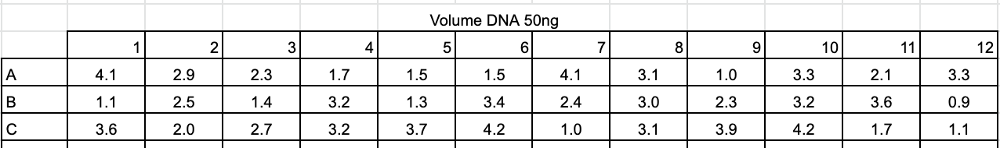 Volume DNA 50ng
1 2 3 4 5 6 7 8 9 10 11 12
A 4.1 2.9 2.3 1.7 1.5 1.5 4.1 3.1 1.0 3.3 2.1 3.3
B 1.1 2.5 1.4 3.2 1.3 3.4 2.4 3.0 2.3 3.2 3.6 0.9
C 3.6 2.0 2.7 3.2 3.7 4.2 1.0 3.1 3.9 4.2 1.7 1.1